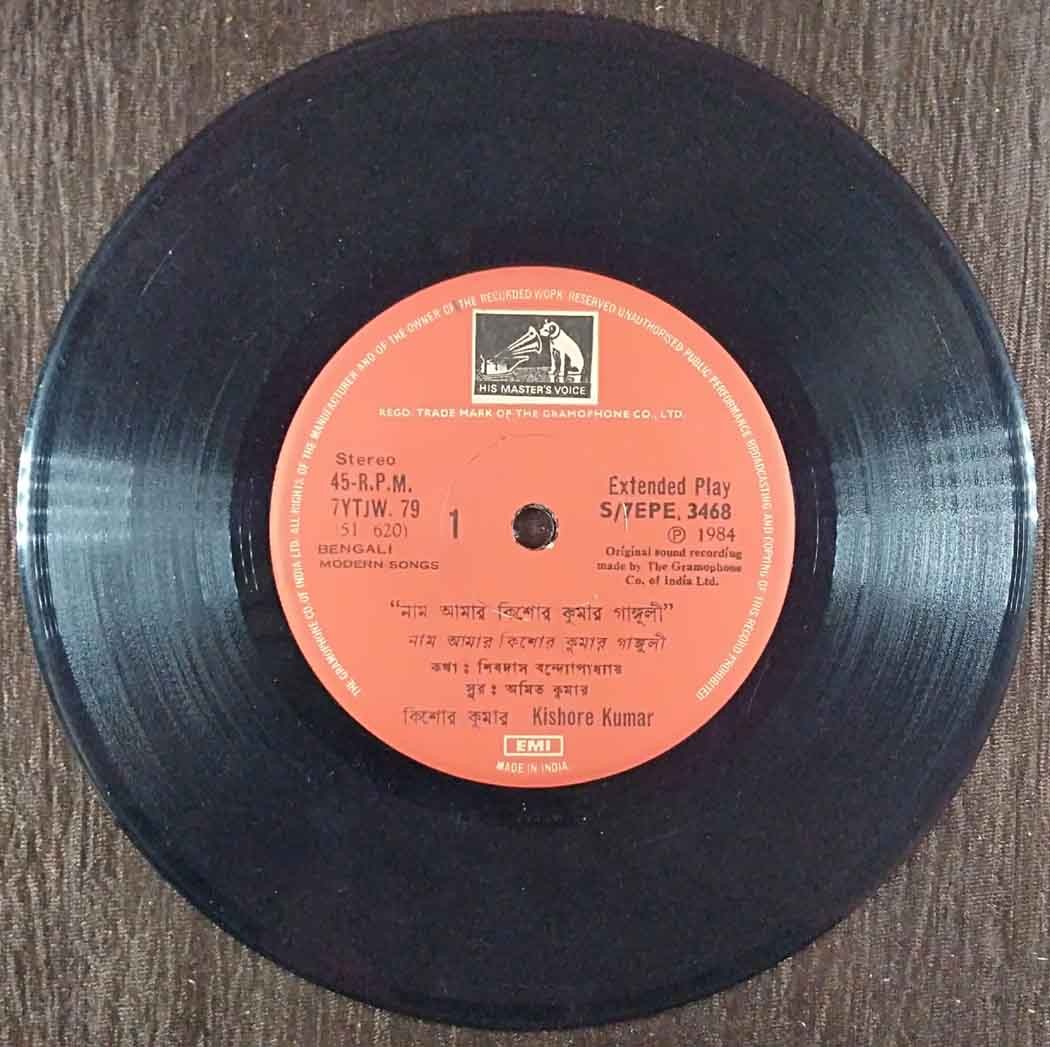 THE GRAMOPHONE CO. OF INDIA LTD. ALL RIGHTS OF THE MANUFACTURER AND OF THE OWNER OF THE RECORDED WORK RESERVED UNAUTHORISED PUBLIC PERFORMANCE BROADCASTING AND COPYING OF THIS RECORD PROHIBITED
HIS MASTER'S VOICE
REGD. TRADE MARK OF THE GRAMOPHONE CO., LTD.
Stereo
45-R.P.M.
7YTJW. 79
(51 620)
BENGALI
MODERN SONGS
1
Extended Play
S/7EPE. 3468
Ⓟ 1984
Original sound recording
made by The Gramophone
Co. of India Ltd.
“নাম আমার কিশোর কুমার গাঙ্গুলী”
নাম আমার কিশোর কুমার গাঙ্গুলী
কথা : শিবদাস বন্দ্যোপাধ্যায়
সুর : অমিত কুমার
কিশোর কুমার Kishore Kumar
EMI
MADE IN INDIA